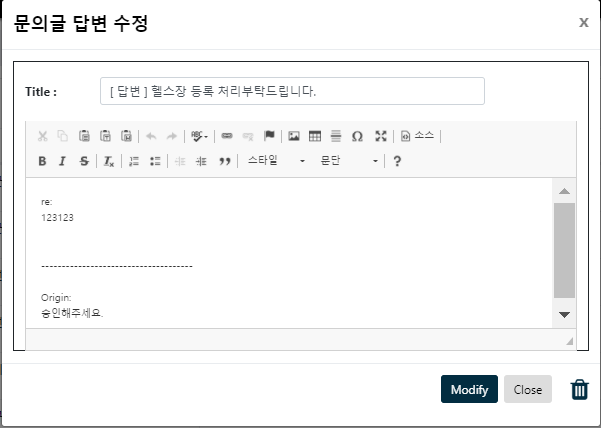 문의글 답변 수정
x
Title :
[ 답변 ] 헬스장 등록 처리부탁드립니다.
소스
B I S Tx
스타일 문단 ?
re:
123123
-------------------------------------
Origin:
승인해주세요.
Modify Close